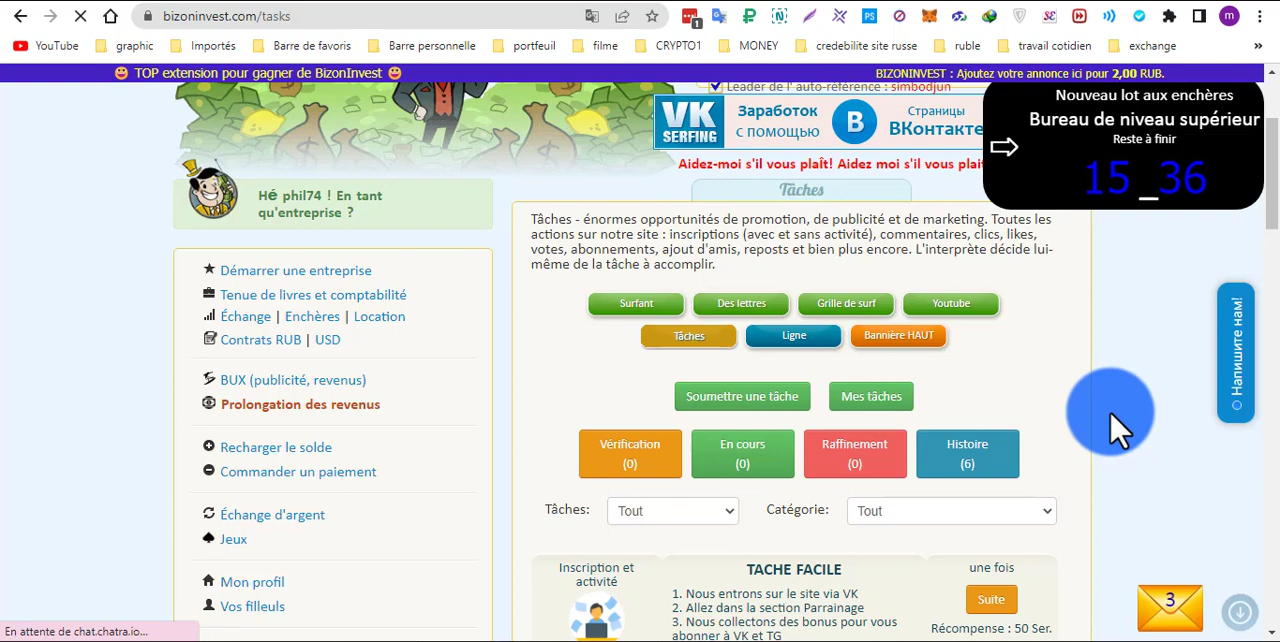 bizoninvest.com/tasks
1
YouTube
graphic
Importés
Barre de favoris
Barre personnelle
portfeuil
filme
CRYPTO1
MONEY
credebilite site russe
ruble
travail cotidien
exchange
»
TOP extension pour gagner de BizonInvest
BIZONINVEST : Ajoutez votre annonce ici pour 2,00 RUB.
Leader de l' auto-référence : simbodjun
VK
SERFING
Заработок
с помощью
B
Страницы
ВКонтакте
Nouveau lot aux enchères
Bureau de niveau supérieur
Reste à finir
15_36
Aidez-moi s'il vous plaÎt! Aidez moi s'il vous plaît
Hé phil74 ! En tant
qu'entreprise ?
Démarrer une entreprise
Tenue de livres et comptabilité
Échange | Enchères | Location
Contrats RUB | USD
BUX (publicité, revenus)
Prolongation des revenus
Recharger le solde
Commander un paiement
Échange d'argent
Jeux
Mon profil
Vos filleuls
Tâches
Tâches - énormes opportunités de promotion, de publicité et de marketing. Toutes les
actions sur notre site : inscriptions (avec et sans activité), commentaires, clics, likes,
votes, abonnements, ajout d'amis, reposts et bien plus encore. L'interprète décide lui-
même de la tâche à accomplir.
Surfant
Des lettres
Grille de surf
Youtube
Tâches
Ligne
Bannière HAUT
Soumettre une tâche
Mes tâches
Vérification
(0)
En cours
(0)
Raffinement
(0)
Histoire
(6)
Tâches:
Tout
Catégorie:
Tout
Inscription et
activité
TACHE FACILE
1. Nous entrons sur le site via VK
2. Allez dans la section Parrainage
3. Nous collectons des bonus pour vous
abonner à VK et TG
une fois
Suite
Récompense : 50 Ser.
Напишите нам!
3
En attente de chat.chatra.io...